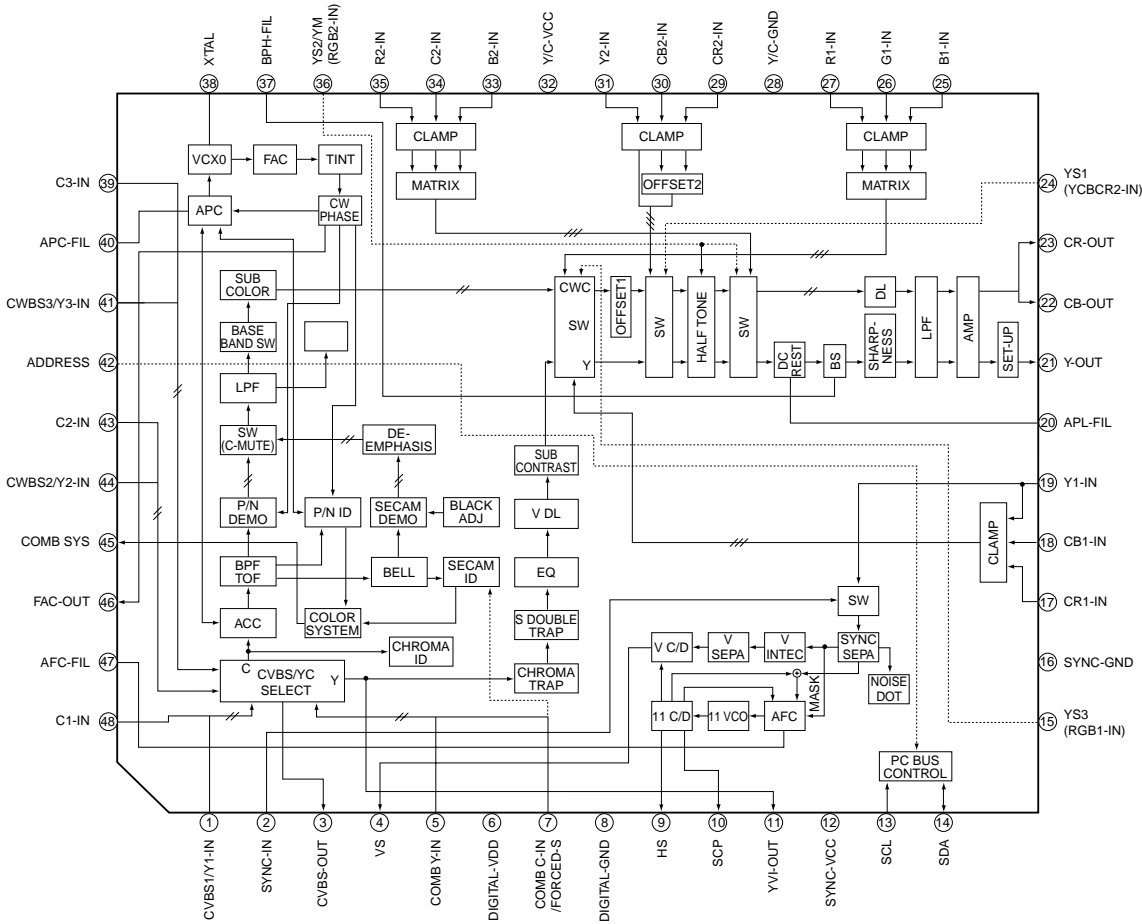 X'TAL
BPH-FIL
YS2/YM
(RGB2-IN)
R2-IN
C2-IN
B2-IN
Y/C-VCC
Y2-IN
CB2-IN
CR2-IN
Y/C-GND
R1-IN
G1-IN
B1-IN
38
37
36
35
34
33
32
31
30
29
28
27
26
25
CLAMP
CLAMP
CLAMP
VCX0
FAC
TINT
MATRIX
OFFSET2
MATRIX
C3-IN
39
24
YS1
(YCBCR2-IN)
APC
CW
PHASE
APC-FIL
40
23
CR-OUT
SUB
COLOR
CWC
SW
Y
OFFSET1
SW
HALF TONE
SW
DL
LPF
AMP
CWBS3/Y3-IN
41
22
CB-OUT
BASE
BAND SW
DC
REST
BS
SHARP-
NESS
SET-UP
ADDRESS
42
21
Y-OUT
LPF
C2-IN
43
20
APL-FIL
SW
(C-MUTE)
DE-
EMPHASIS
SUB
CONTRAST
CWBS2/Y2-IN
44
19
Y1-IN
P/N
DEMO
P/N ID
SECAM
DEMO
BLACK
ADJ
V DL
COMB SYS
45
18
CB1-IN
CLAMP
BPF
TOF
BELL
SECAM
ID
EQ
FAC-OUT
46
17
CR1-IN
SW
ACC
COLOR
SYSTEM
S DOUBLE
TRAP
CHROMA
ID
V C/D
V
SEPA
V
INTEC
SYNC
SEPA
AFC-FIL
47
16
SYNC-GND
C
CVBS/YC
SELECT
Y
CHROMA
TRAP
MASK
NOISE
DOT
C1-IN
48
11 C/D
11 VCO
AFC
15
YS3
(RGB1-IN)
PC BUS
CONTROL
1
2
3
4
5
6
7
8
9
10
11
12
13
14
CVBS1/Y1-IN
SYNC-IN
CVBS-OUT
VS
COMB Y-IN
DIGITAL-VDD
COMB C-IN
/FORCED-S
DIGITAL-GND
HS
SCP
YVI-OUT
SYNC-VCC
SCL
SDA